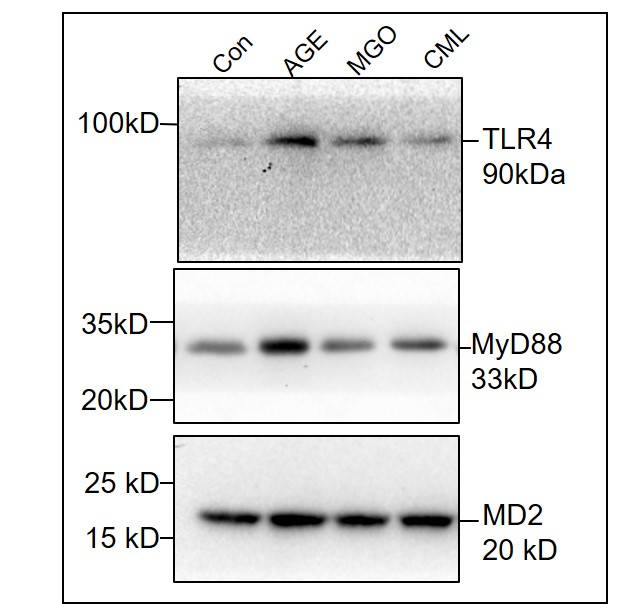 Con AGE MGO CML
100kD
TLR4
90kDa
35kD
MyD88
33kD
20kD
25 kD
MD2
15 kD
20 kD